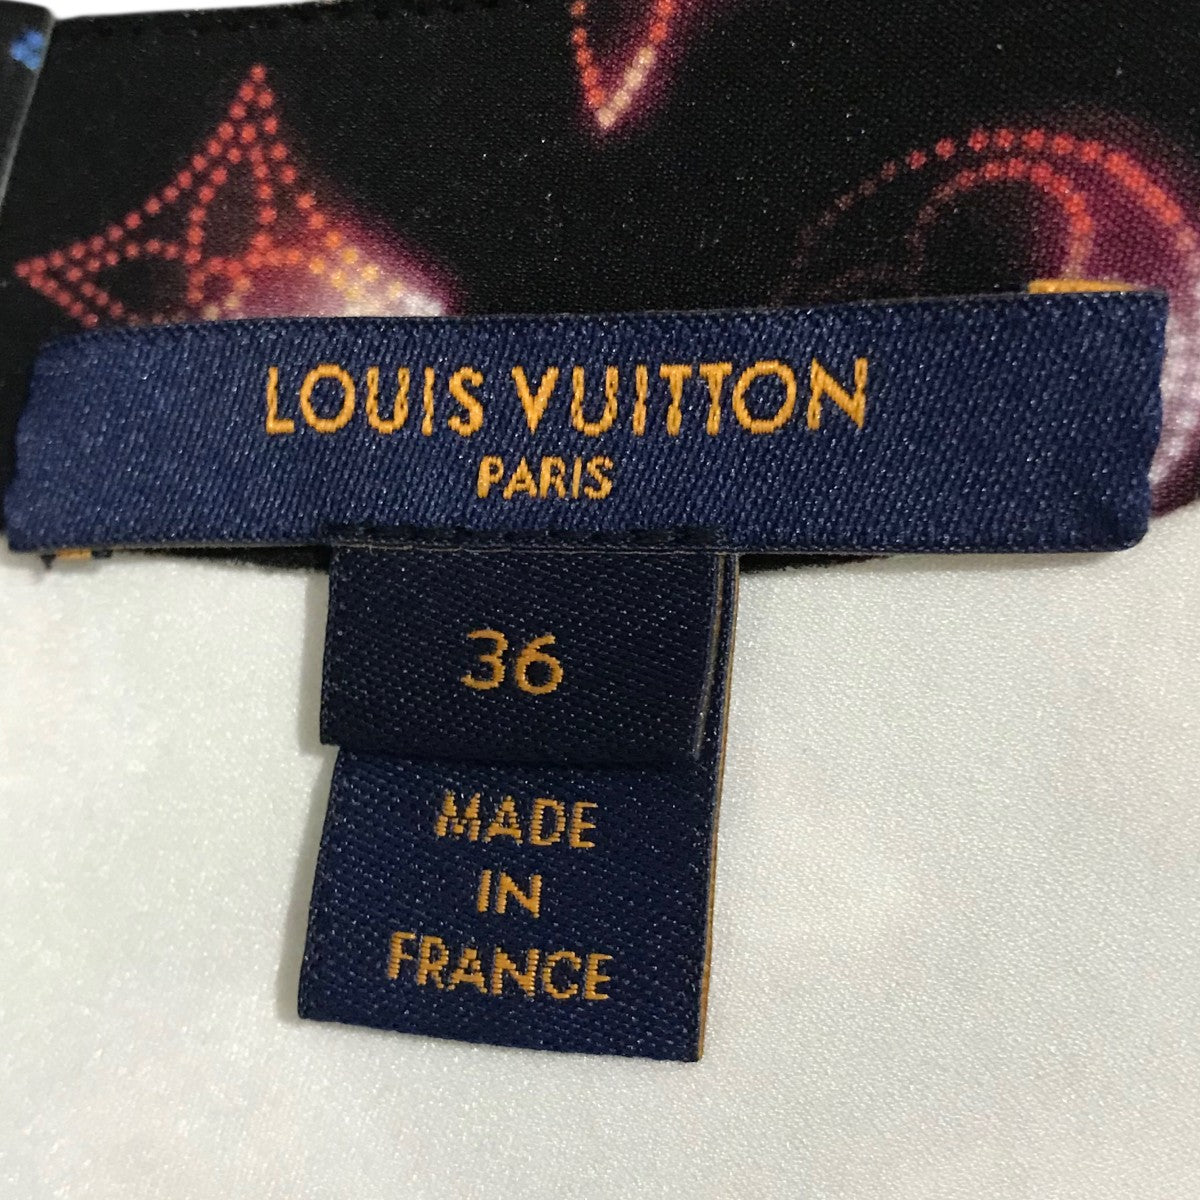 LOUIS VUITTON
PARIS
36
MADE
IN
FRANCE